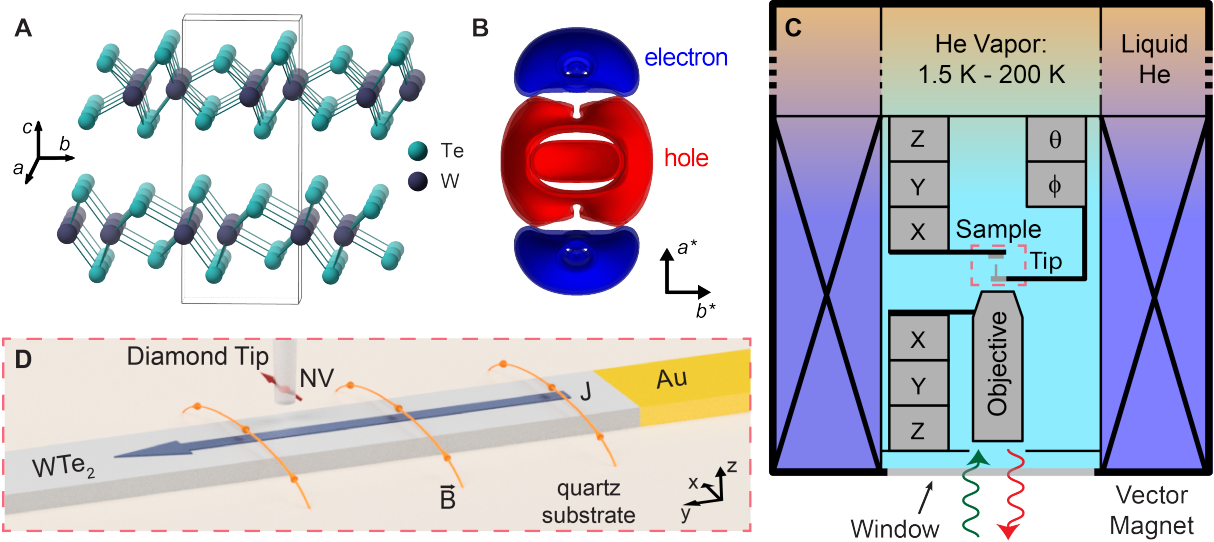 A
c
b
a
Te
W
B
electron
hole
a*
b*
C
He Vapor:
1.5 K - 200 K
Liquid
He
Z
Y
X
θ
ϕ
Sample
Tip
X
Y
Z
Objective
Window
Vector
Magnet
D
Diamond Tip
NV
J
Au
WTe₂
B⃗
quartz
substrate
z
x
y